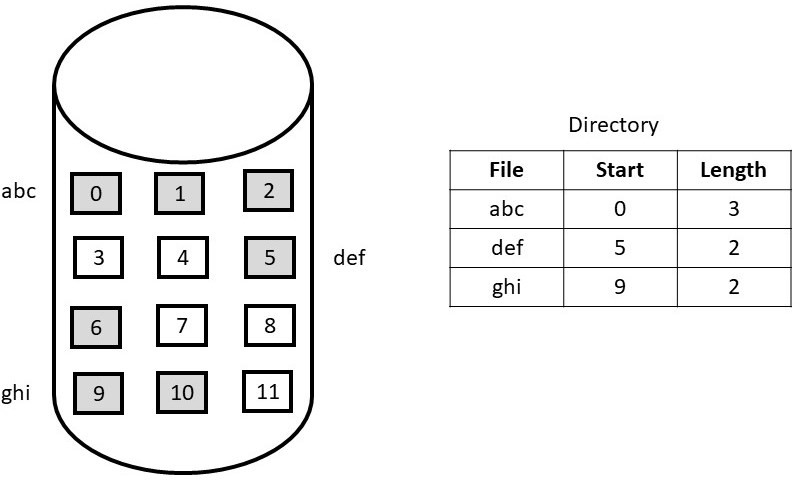 abc 0 1 2
3 4 5 def
6 7 8
ghi 9 10 11
Directory
File Start Length
abc 0 3
def 5 2
ghi 9 2